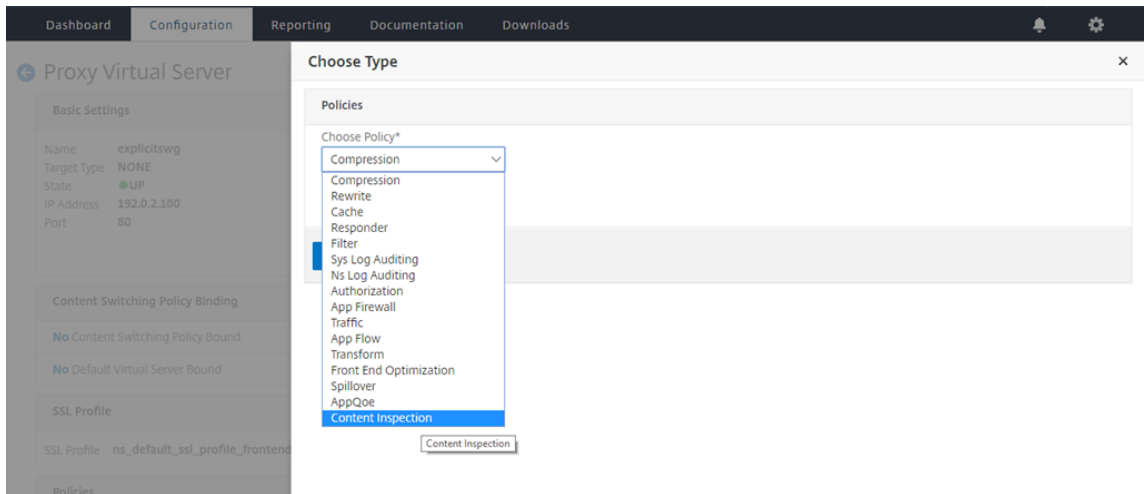 Dashboard Configuration Reporting Documentation Downloads
Proxy Virtual Server
Basic Settings
Name explicitswg
Target Type NONE
State UP
IP Address 192.0.2.100
Port 80
Content Switching Policy Binding
No Content Switching Policy Bound
No Default Virtual Server Bound
SSL Profile
SSL Profile ns_default_ssl_profile_frontend
Policies
Choose Type
Policies
Choose Policy*
Compression
Compression
Rewrite
Cache
Responder
Filter
Sys Log Auditing
Ns Log Auditing
Authorization
App Firewall
Traffic
App Flow
Transform
Front End Optimization
Spillover
AppQoe
Content Inspection
Content Inspection